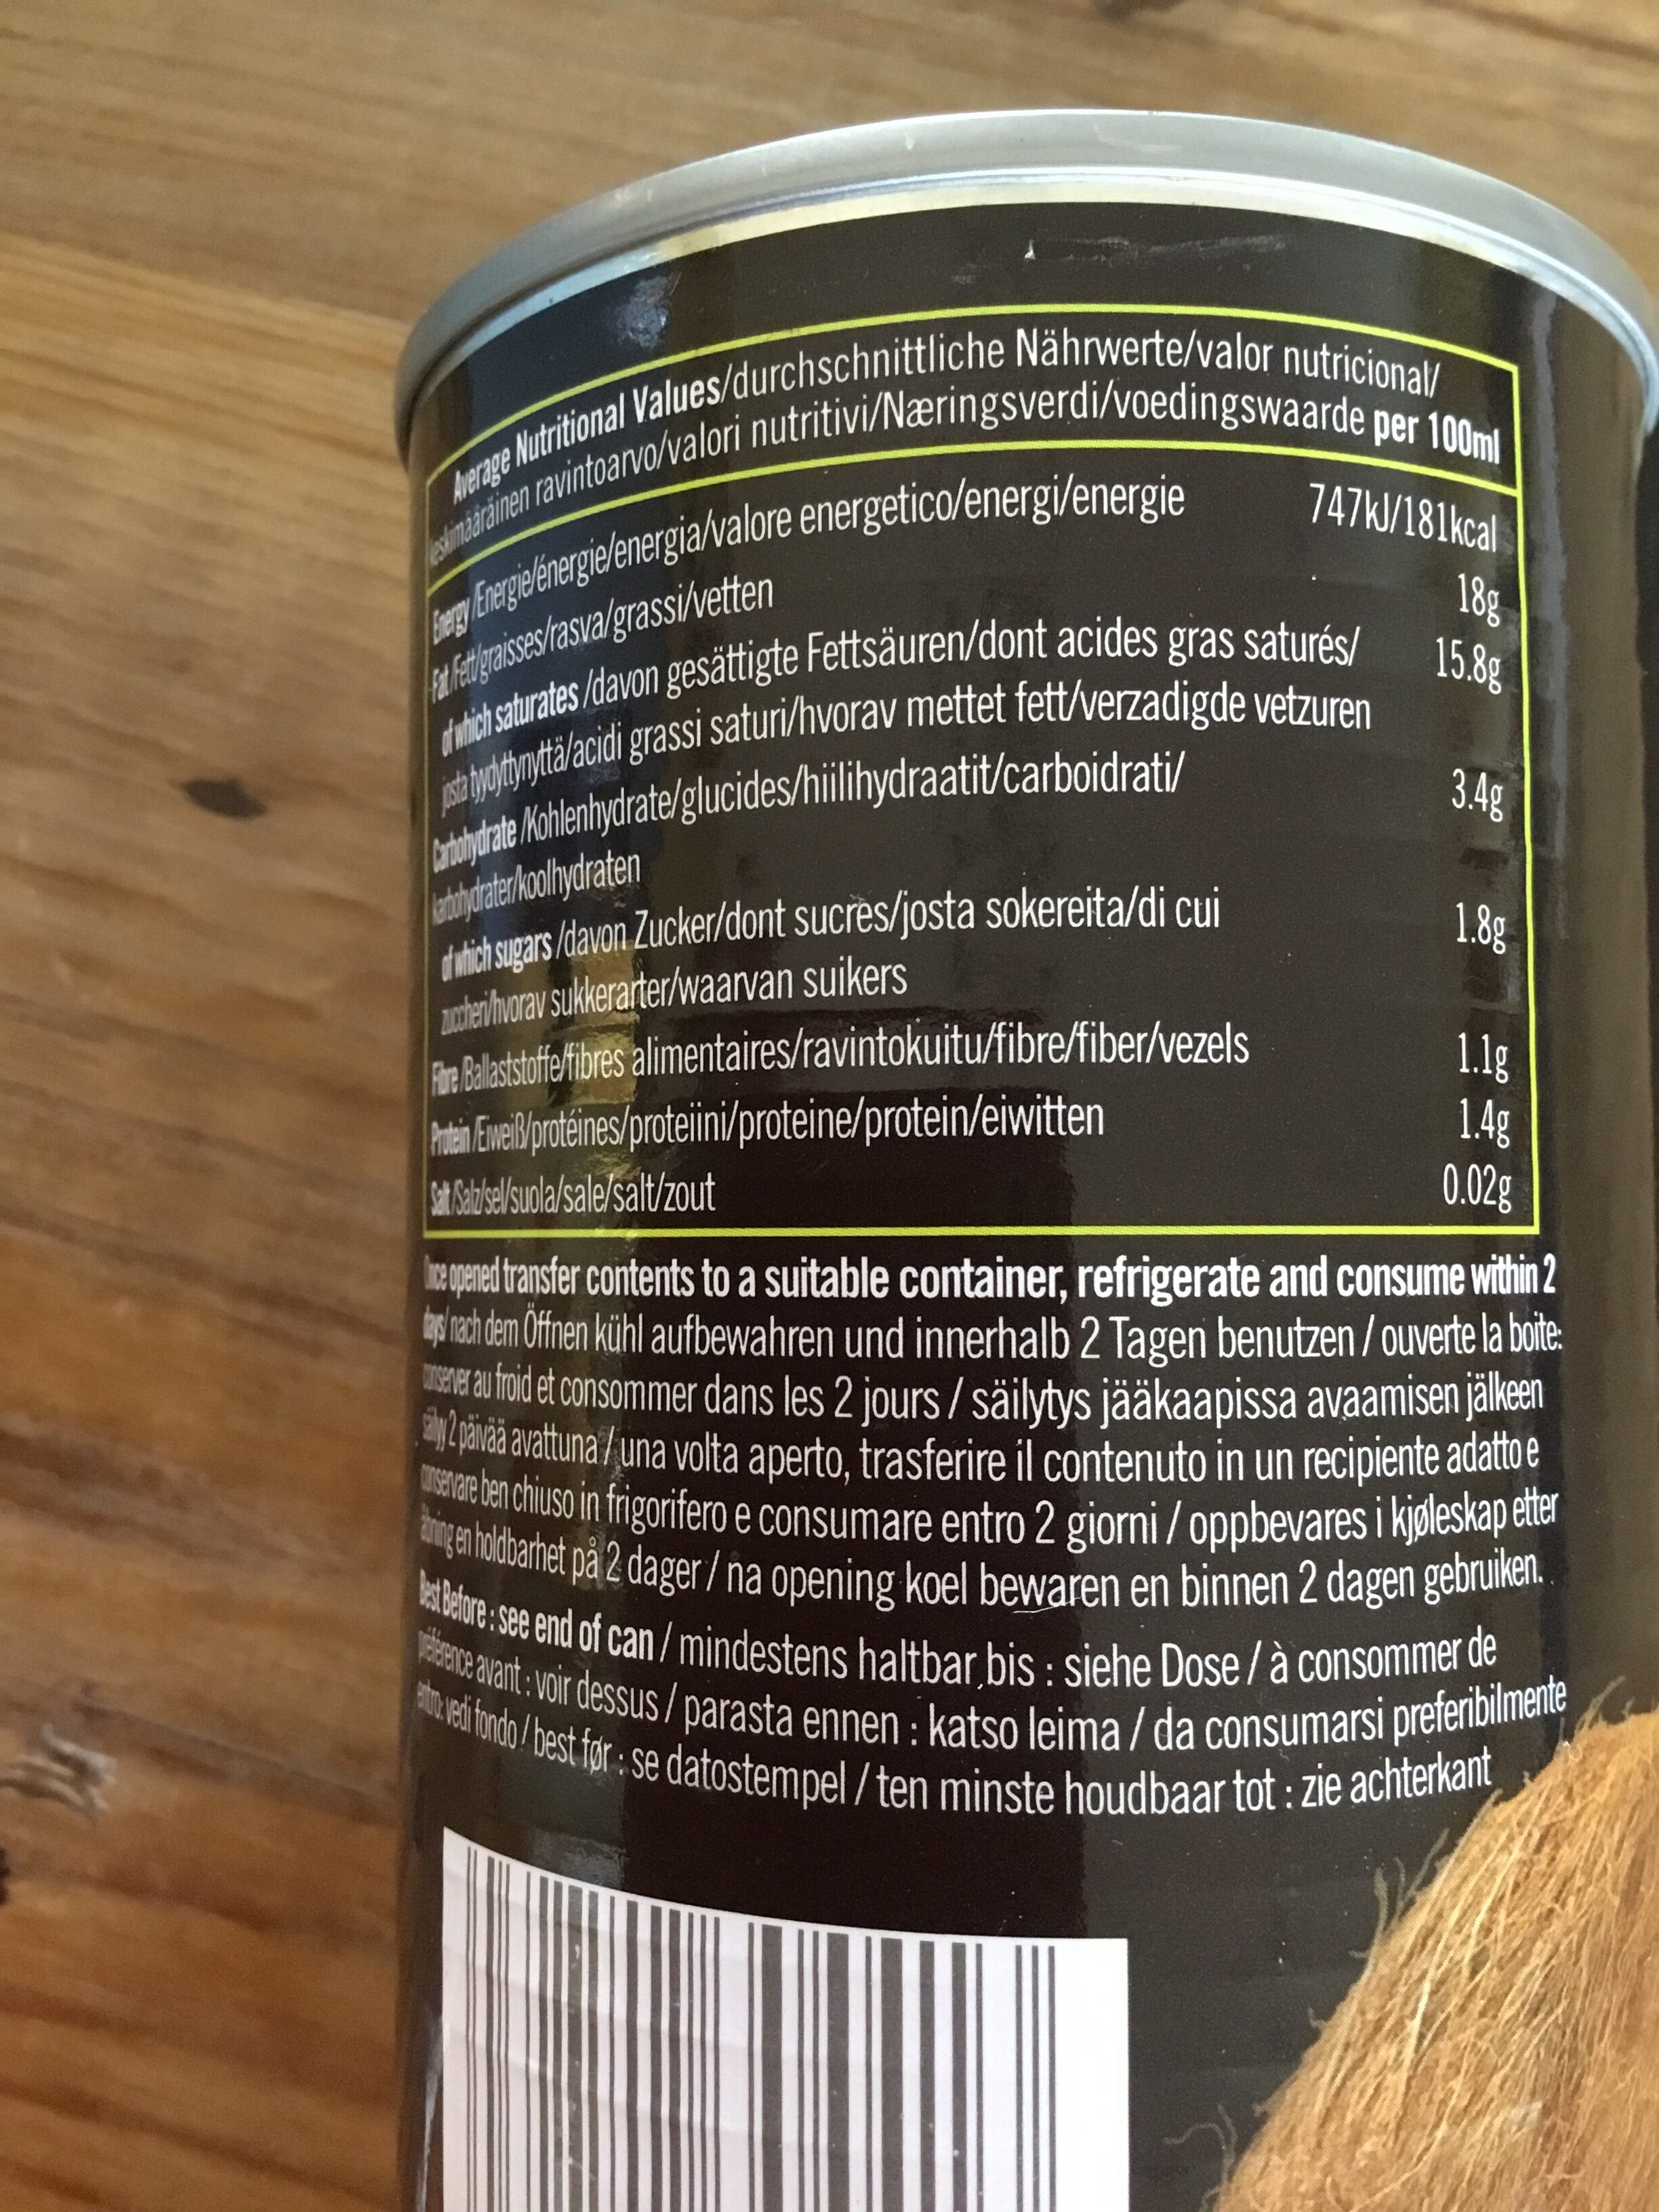 Average Nutritional Values/durchschnittliche Nährwerte/valor nutricional/
keskimääräinen ravintoarvo/valori nutritivi/Næringsverdi/voedingswaarde per 100ml
Energy/Energie/énergie/energia/valore energetico/energi/energie 747kJ/181kcal
Fat/Fett/graisses/rasva/grassi/vetten 18g
of which saturates/davon gesättigte Fettsäuren/dont acides gras saturés/ 15.8g
josta tyydyttynyttä/acidi grassi saturi/hvorav mettet fett/verzadigde vetzuren
Carbohydrate/Kohlenhydrate/glucides/hiilihydraatit/carboidrati/ 3.4g
karbohydrater/koolhydraten
of which sugars/davon Zucker/dont sucres/josta sokereita/di cui 1.8g
zuccheri/hvorav sukkerarter/waarvan suikers
Fibre/Ballaststoffe/fibres alimentaires/ravintokuitu/fibre/fiber/vezels 1.1g
Protein/Eiweiß/protéines/proteiini/proteine/protein/eiwitten 1.4g
Salt/Salz/sel/suola/sale/salt/zout 0.02g
Once opened transfer contents to a suitable container, refrigerate and consume within 2
days/ nach dem Öffnen kühl aufbewahren und innerhalb 2 Tagen benutzen / ouverte la boite:
conserver au froid et consommer dans les 2 jours / säilytys jääkaapissa avaamisen jälkeen
säilyy 2 päivää avattuna / una volta aperto, trasferire il contenuto in un recipiente adatto e
conservare ben chiuso in frigorifero e consumare entro 2 giorni / oppbevares i kjøleskap etter
åbning en holdbarhet på 2 dager / na opening koel bewaren en binnen 2 dagen gebruiken.
Best Before : see end of can / mindestens haltbar bis : siehe Dose / à consommer de
préférence avant : voir dessus / parasta ennen : katso leima / da consumarsi preferibilmente
entro: vedi fondo / best før : se datostempel / ten minste houdbaar tot : zie achterkant